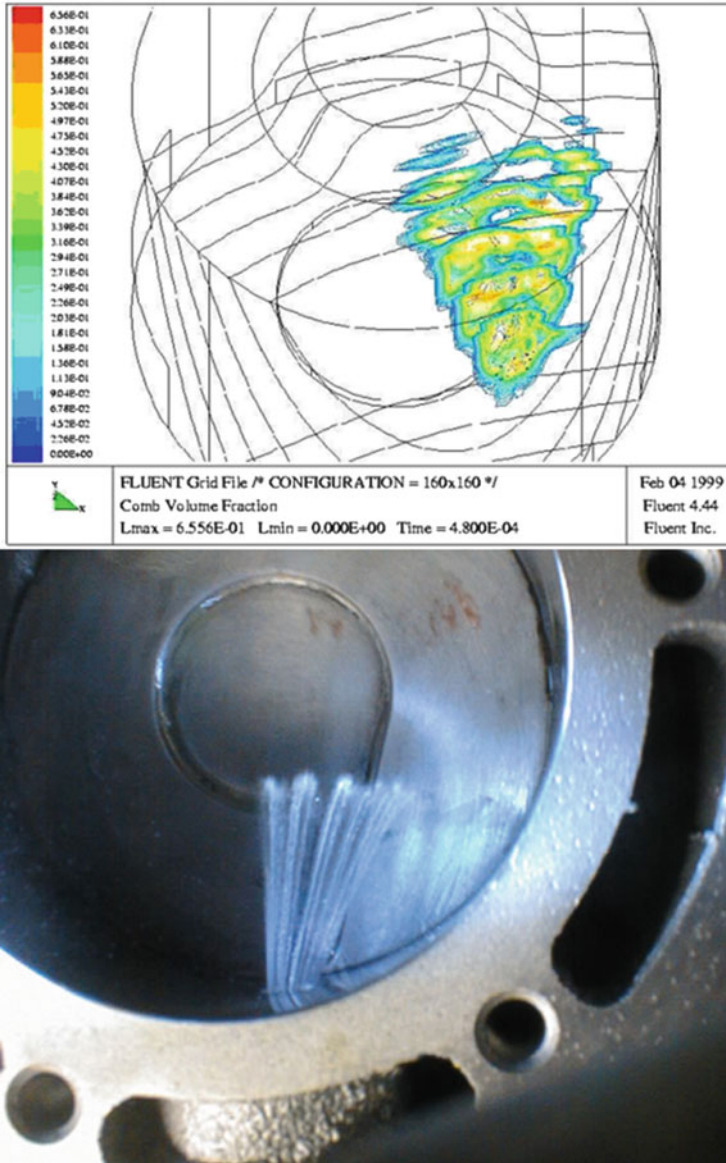 6.56E-01
6.33E-01
6.10E-01
5.88E-01
5.65E-01
5.43E-01
5.20E-01
4.97E-01
4.75E-01
4.52E-01
4.30E-01
4.07E-01
3.84E-01
3.62E-01
3.39E-01
3.16E-01
2.94E-01
2.71E-01
2.49E-01
2.26E-01
2.03E-01
1.81E-01
1.58E-01
1.36E-01
1.13E-01
9.04E-02
6.78E-02
4.52E-02
2.26E-02
0.00E+00
Y
X
FLUENT Grid File /* CONFIGURATION = 160x160 */
Comb Volume Fraction
Lmax = 6.556E-01 Lmin = 0.000E+00 Time = 4.800E-04
Feb 04 1999
Fluent 4.44
Fluent Inc.